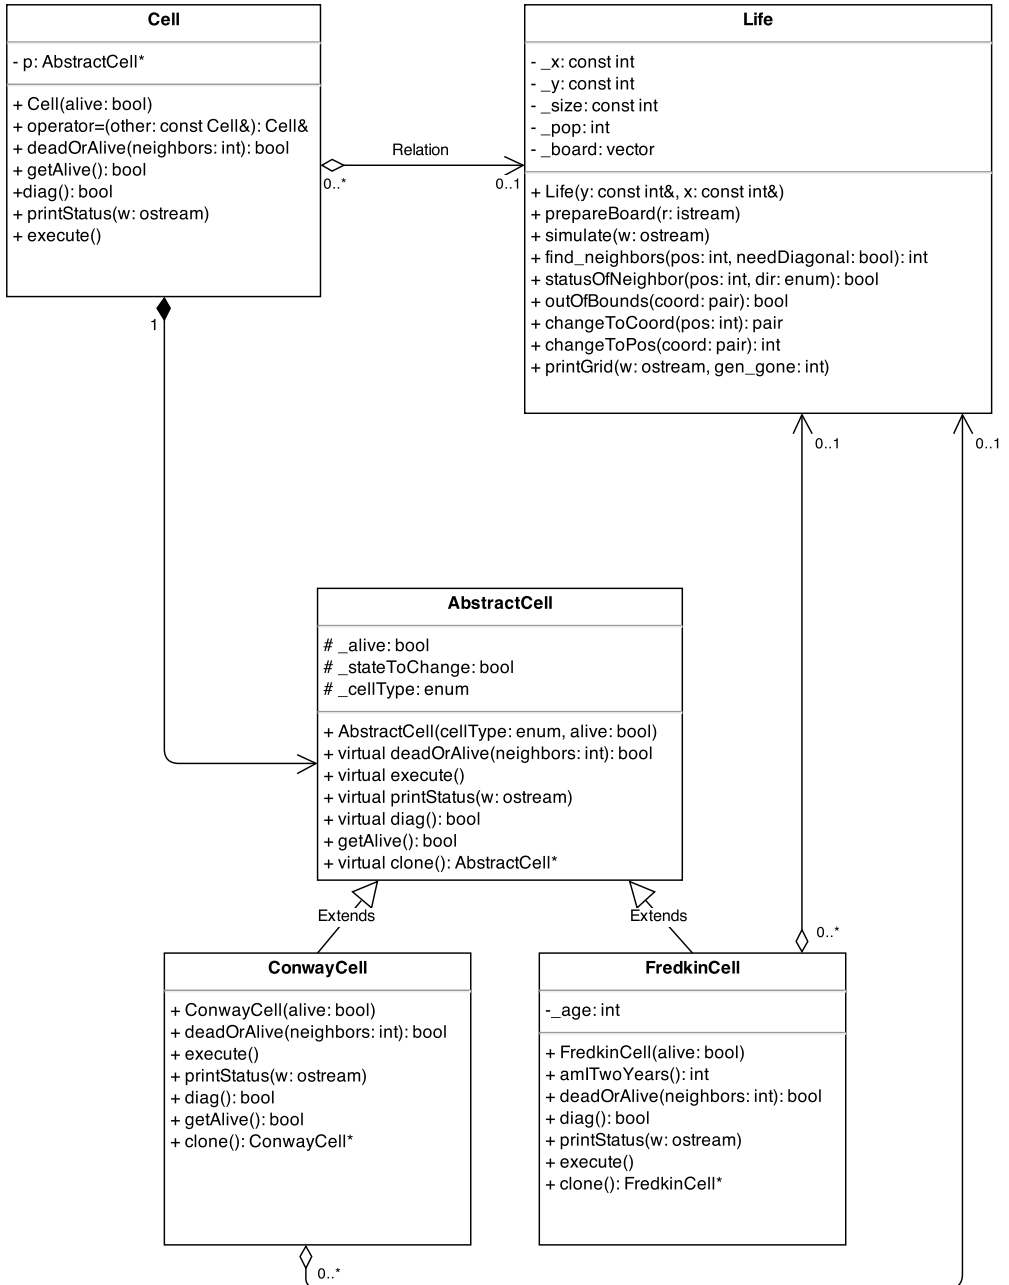 Cell
- p: AbstractCell*
+ Cell(alive: bool)
+ operator=(other: const Cell&): Cell&
+ deadOrAlive(neighbors: int): bool
+ getAlive(): bool
+diag(): bool
+ printStatus(w: ostream)
+ execute()
Relation
0..*
0..1
1
Life
- _x: const int
- _y: const int
- _size: const int
- _pop: int
- _board: vector
+ Life(y: const int&, x: const int&)
+ prepareBoard(r: istream)
+ simulate(w: ostream)
+ find_neighbors(pos: int, needDiagonal: bool): int
+ statusOfNeighbor(pos: int, dir: enum): bool
+ outOfBounds(coord: pair): bool
+ changeToCoord(pos: int): pair
+ changeToPos(coord: pair): int
+ printGrid(w: ostream, gen_gone: int)
0..1
0..1
AbstractCell
# _alive: bool
# _stateToChange: bool
# _cellType: enum
+ AbstractCell(cellType: enum, alive: bool)
+ virtual deadOrAlive(neighbors: int): bool
+ virtual execute()
+ virtual printStatus(w: ostream)
+ virtual diag(): bool
+ getAlive(): bool
+ virtual clone(): AbstractCell*
Extends
Extends
0..*
ConwayCell
+ ConwayCell(alive: bool)
+ deadOrAlive(neighbors: int): bool
+ execute()
+ printStatus(w: ostream)
+ diag(): bool
+ getAlive(): bool
+ clone(): ConwayCell*
0..*
FredkinCell
-_age: int
+ FredkinCell(alive: bool)
+ amITwoYears(): int
+ deadOrAlive(neighbors: int): bool
+ diag(): bool
+ printStatus(w: ostream)
+ execute()
+ clone(): FredkinCell*